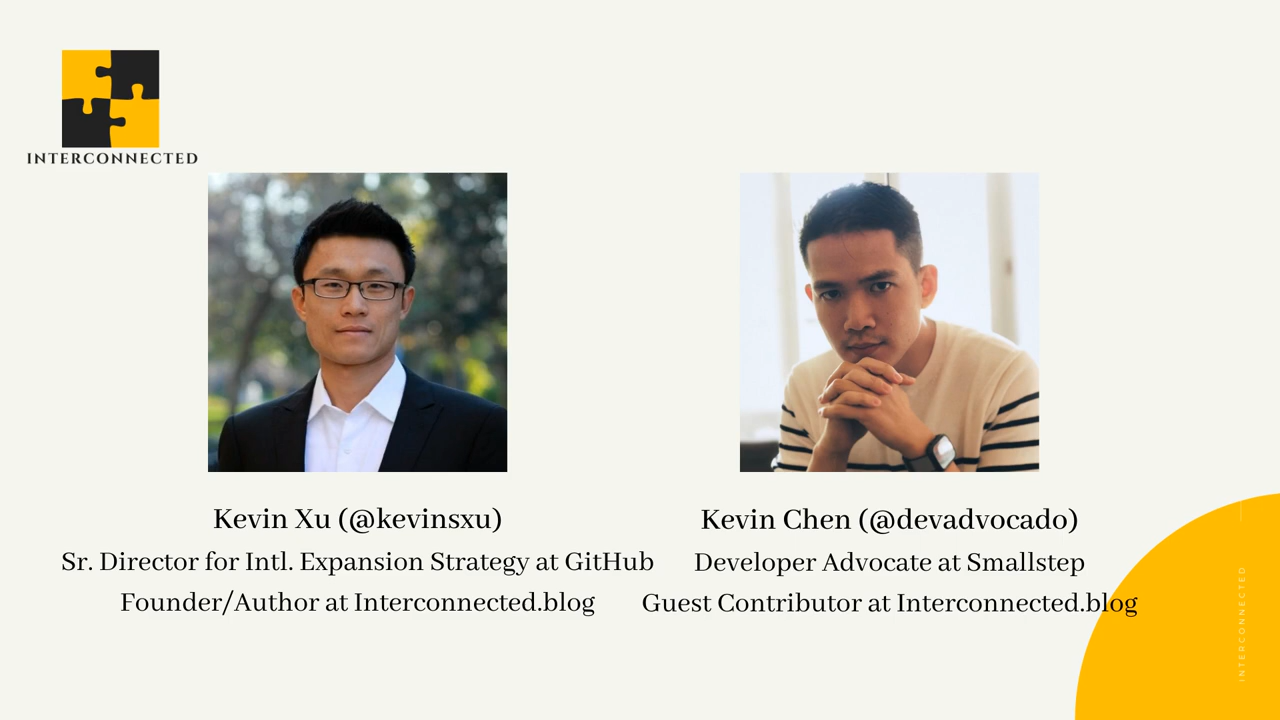 INTERCONNECTED
Kevin Xu (@kevinsxu)
Sr. Director for Intl. Expansion Strategy at GitHub
Founder/Author at Interconnected.blog
Kevin Chen (@devadvocado)
Developer Advocate at Smallstep
Guest Contributor at Interconnected.blog
INTERCONNECTED